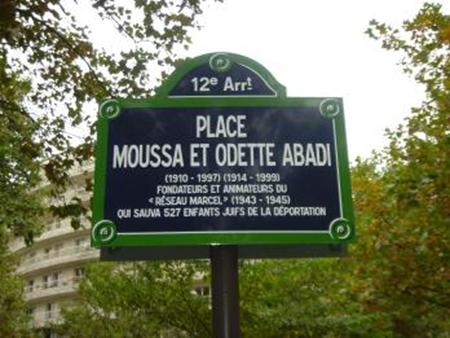 12e Arrt
PLACE
MOUSSA ET ODETTE ABADI
(1910 - 1997) (1914 - 1999)
FONDATEURS ET ANIMATEURS DU
« RÉSEAU MARCEL » (1943 - 1945)
QUI SAUVA 527 ENFANTS JUIFS DE LA DÉPORTATION